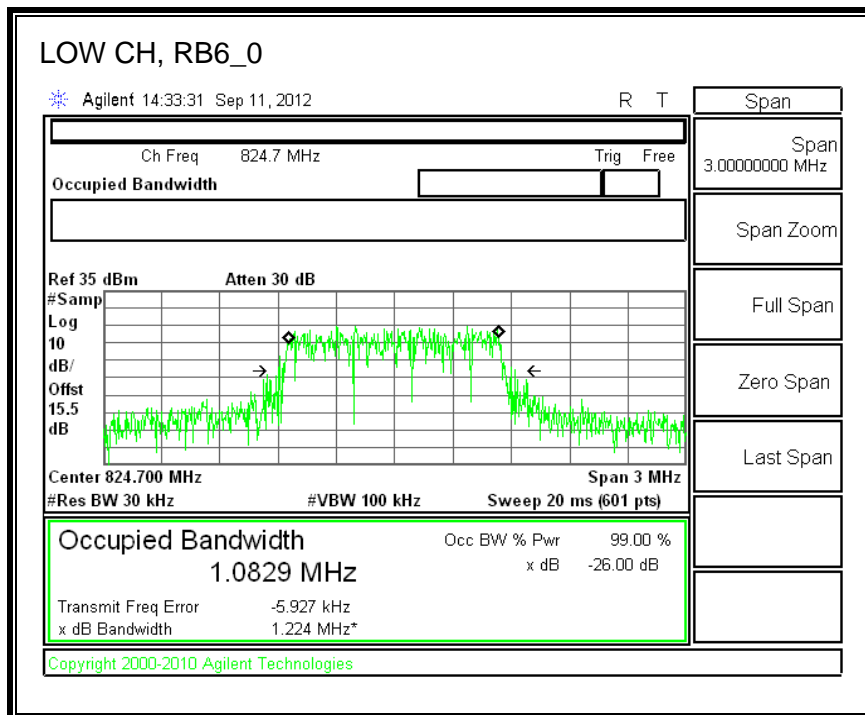 LOW CH, RB6_0
Agilent 14:33:31 Sep 11, 2012 R T
Span
Ch Freq 824.7 MHz Trig Free
Occupied Bandwidth
Span
3.00000000 MHz
Span Zoom
Full Span
Zero Span
Last Span
Ref 35 dBm Atten 30 dB
#Samp
Log
10
dB/
Offst
15.5
dB
Center 824.700 MHz Span 3 MHz
#Res BW 30 kHz #VBW 100 kHz Sweep 20 ms (601 pts)
Occupied Bandwidth Occ BW % Pwr 99.00 %
1.0829 MHz x dB -26.00 dB
Transmit Freq Error -5.927 kHz
x dB Bandwidth 1.224 MHz*
Copyright 2000-2010 Agilent Technologies